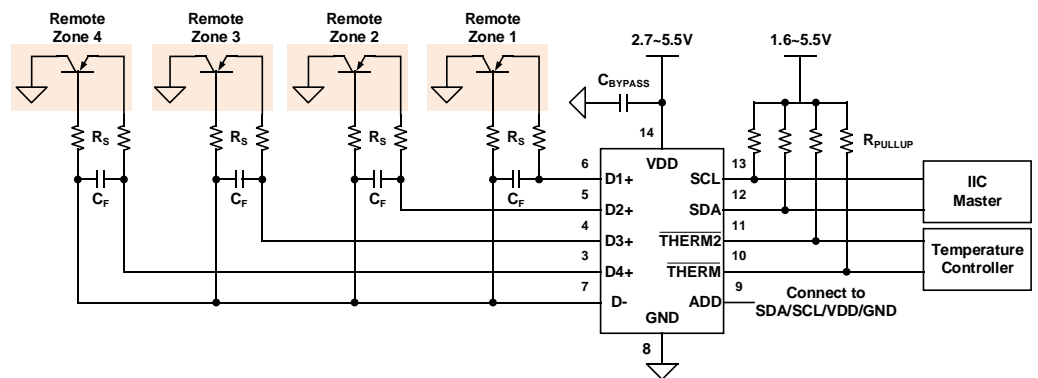 Remote
Zone 4
Remote
Zone 3
Remote
Zone 2
Remote
Zone 1
2.7~5.5V
1.6~5.5V
CBYPASS
RS
RS
RS
RS
RPULLUP
CF
CF
CF
CF
14
VDD
6
D1+
5
D2+
4
D3+
3
D4+
7
D-
GND
8
13
SCL
12
SDA
11
THERM2
10
THERM
9
ADD
IIC
Master
Temperature
Controller
Connect to
SDA/SCL/VDD/GND